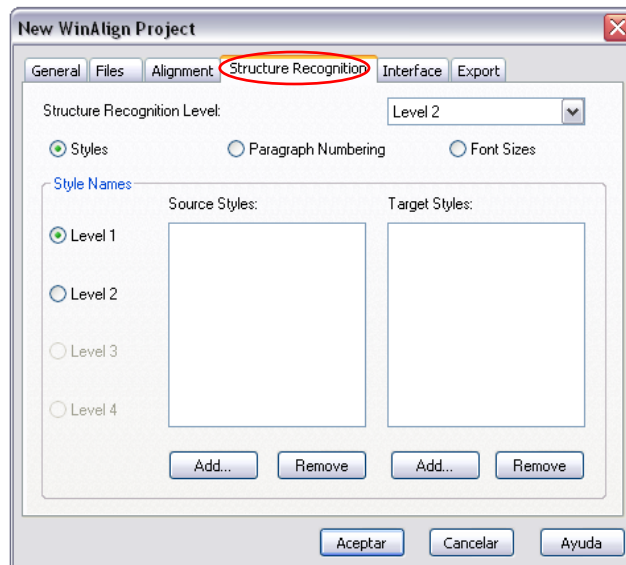 New WinAlign Project
General Files Alignment Structure Recognition Interface Export
Structure Recognition Level: Level 2
Styles Paragraph Numbering Font Sizes
Style Names
Source Styles: Target Styles:
Level 1
Level 2
Level 3
Level 4
Add... Remove Add... Remove
Aceptar Cancelar Ayuda